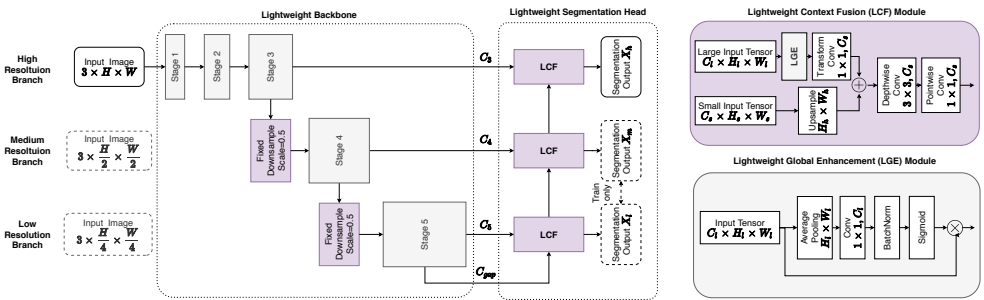 Lightweight Backbone
Lightweight Segmentation Head
Lightweight Context Fusion (LCF) Module
High
Resoltuion
Branch
Input Image
3 × H × W
Stage 1
Stage 2
Stage 3
C₃
LCF
Segmentation
Output Xₕ
Medium
Resoltuion
Branch
Input Image
3 × H/2 × W/2
Fixed
Downsample
Scale=0.5
Stage 4
C₄
LCF
Segmentation
Output Xₘ
Train
only
Low
Resolution
Branch
Input Image
3 × H/4 × W/4
Fixed
Downsample
Scale=0.5
Stage 5
C₅
LCF
Segmentation
Output Xₗ
C_gap
Large Input Tensor
Cₗ × Hₗ × Wₗ
LGE
Transform
Conv
1 × 1, Cₛ
Small Input Tensor
Cₛ × Hₛ × Wₛ
Upsample
Hₕ × Wₕ
Depthwise
Conv
3 × 3, Cₛ
Pointwise
Conv
1 × 1, Cₛ
Lightweight Global Enhancement (LGE) Module
Input Tensor
Cₗ × Hₗ × Wₗ
Average
Pooling
Hₗ × Wₗ
Conv
1 × 1, Cₗ
BatchNorm
Sigmoid